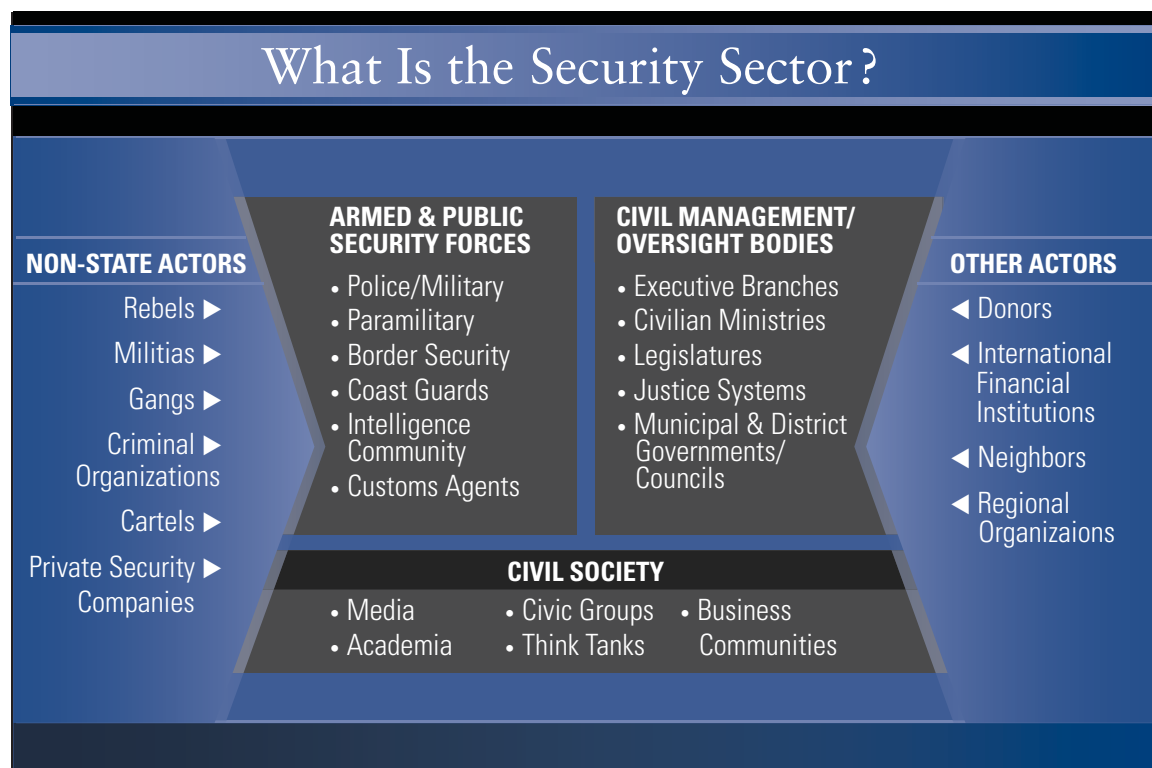 What Is the Security Sector?
NON-STATE ACTORS
Rebels ▶
Militias ▶
Gangs ▶
Criminal ▶
Organizations
Cartels ▶
Private Security ▶
Companies
ARMED & PUBLIC
SECURITY FORCES
• Police/Military
• Paramilitary
• Border Security
• Coast Guards
• Intelligence
Community
• Customs Agents
CIVIL MANAGEMENT/
OVERSIGHT BODIES
• Executive Branches
• Civilian Ministries
• Legislatures
• Justice Systems
• Municipal & District
Governments/
Councils
OTHER ACTORS
◀ Donors
◀ International
Financial
Institutions
◀ Neighbors
◀ Regional
Organizaions
CIVIL SOCIETY
• Media • Civic Groups • Business
• Academia • Think Tanks Communities